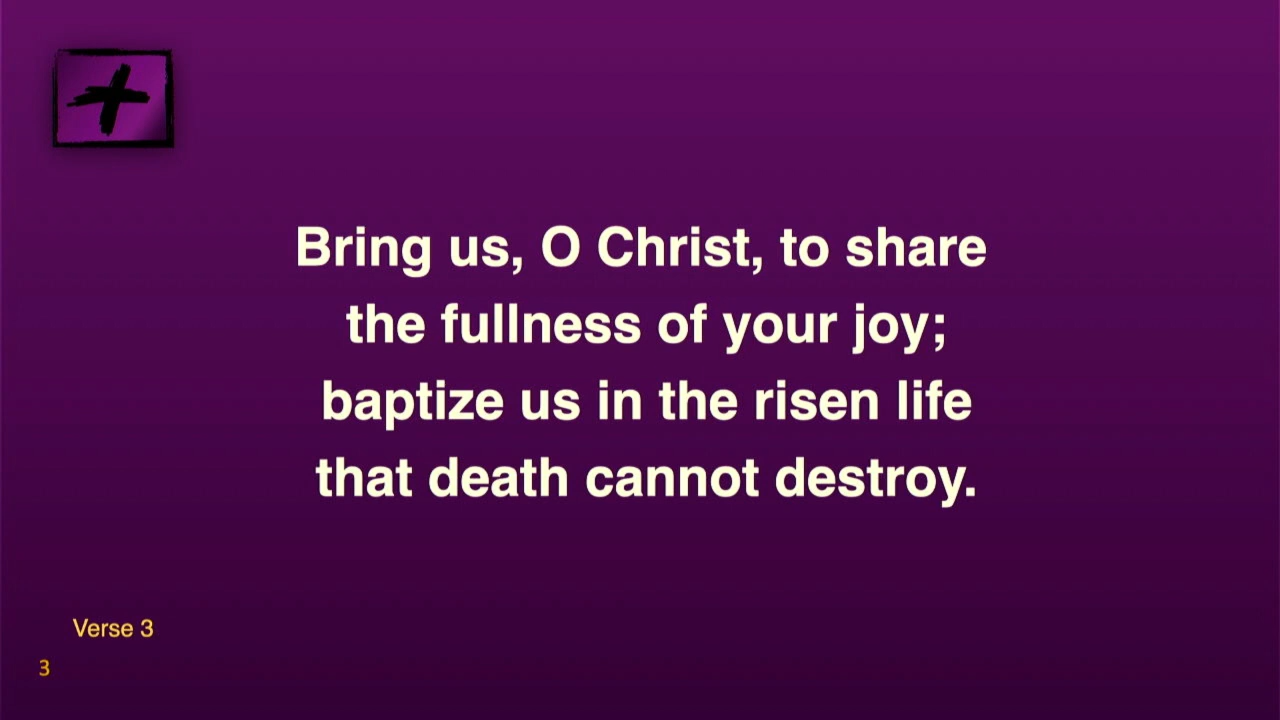 Bring us, O Christ, to share
the fullness of your joy;
baptize us in the risen life
that death cannot destroy.
Verse 3
3